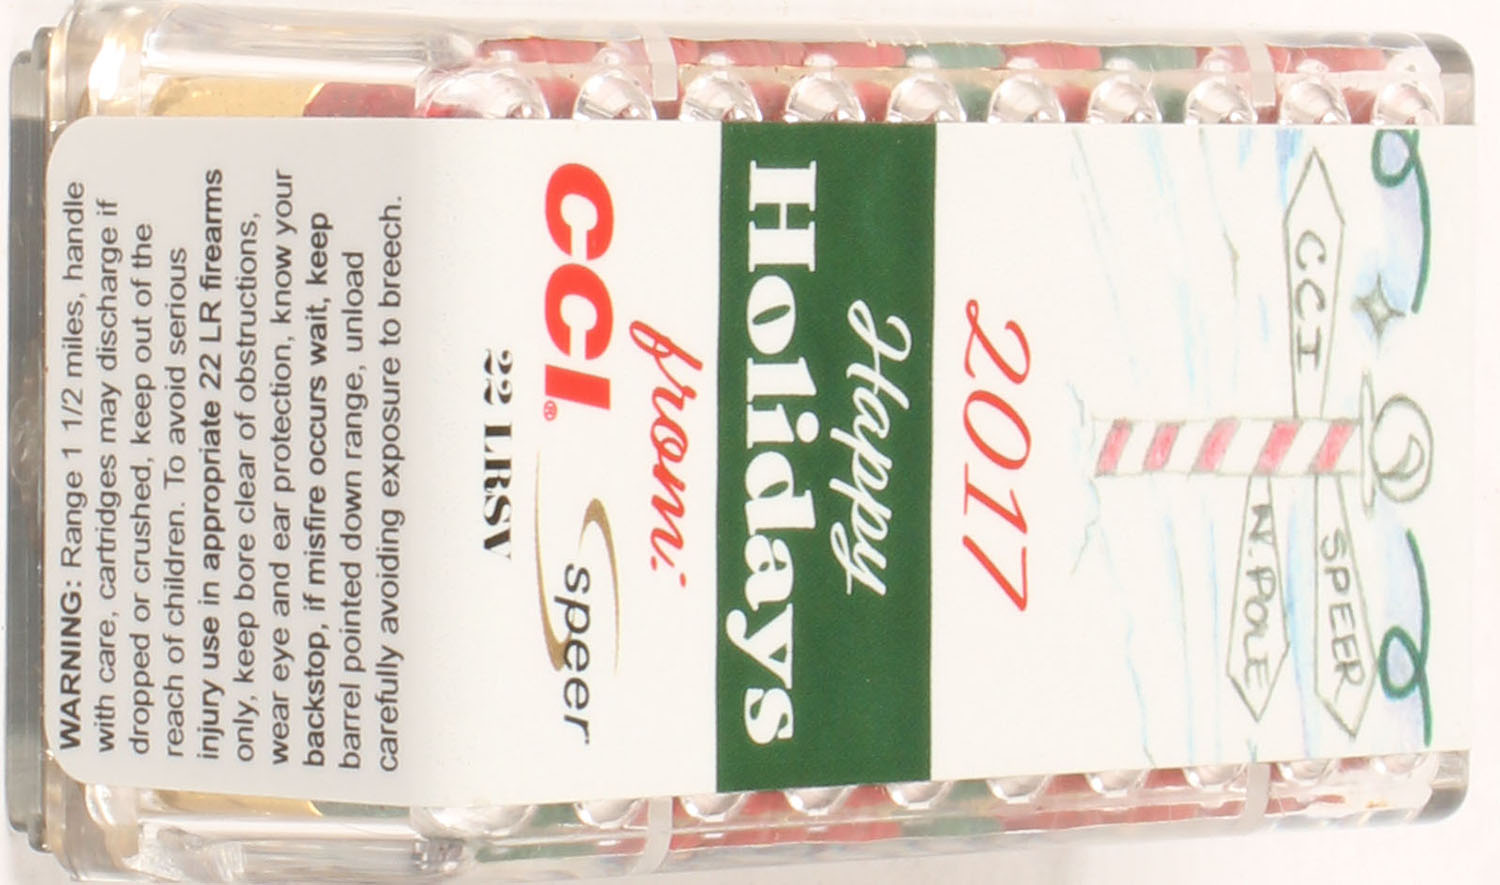 CCI
SPEER
N. POLE
2017
Happy
Holidays
from:
CCI®
speer
22 LRSV
WARNING: Range 1 1/2 miles, handle
with care, cartridges may discharge if
dropped or crushed, keep out of the
reach of children. To avoid serious
injury use in appropriate 22 LR firearms
only, keep bore clear of obstructions,
wear eye and ear protection, know your
backstop, if misfire occurs wait, keep
barrel pointed down range, unload
carefully avoiding exposure to breech.